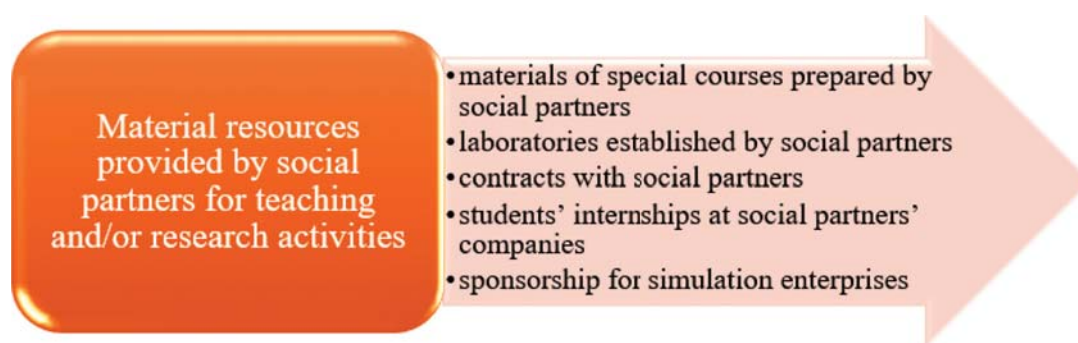 Material resources
provided by social
partners for teaching
and/or research activities
•materials of special courses prepared by
social partners
•laboratories established by social partners
•contracts with social partners
•students’ internships at social partners’
companies
•sponsorship for simulation enterprises